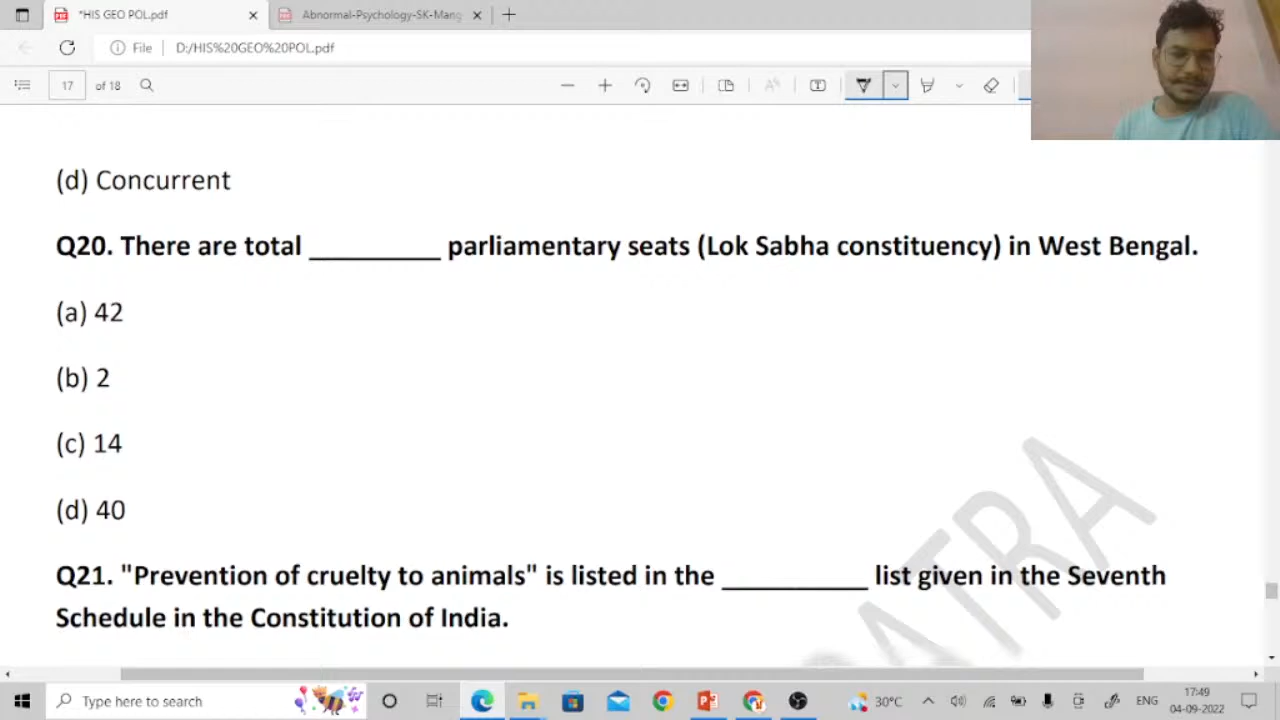 *HIS GEO POL.pdf
Abnormal-Psychology-SK-Mang
File
D:/HIS%20GEO%20POL.pdf
17 of 18
(d) Concurrent
Q20. There are total _________ parliamentary seats (Lok Sabha constituency) in West Bengal.
(a) 42
(b) 2
(c) 14
(d) 40
Q21. "Prevention of cruelty to animals" is listed in the __________ list given in the Seventh
Schedule in the Constitution of India.
Type here to search
30°C
ENG
17:49
04-09-2022